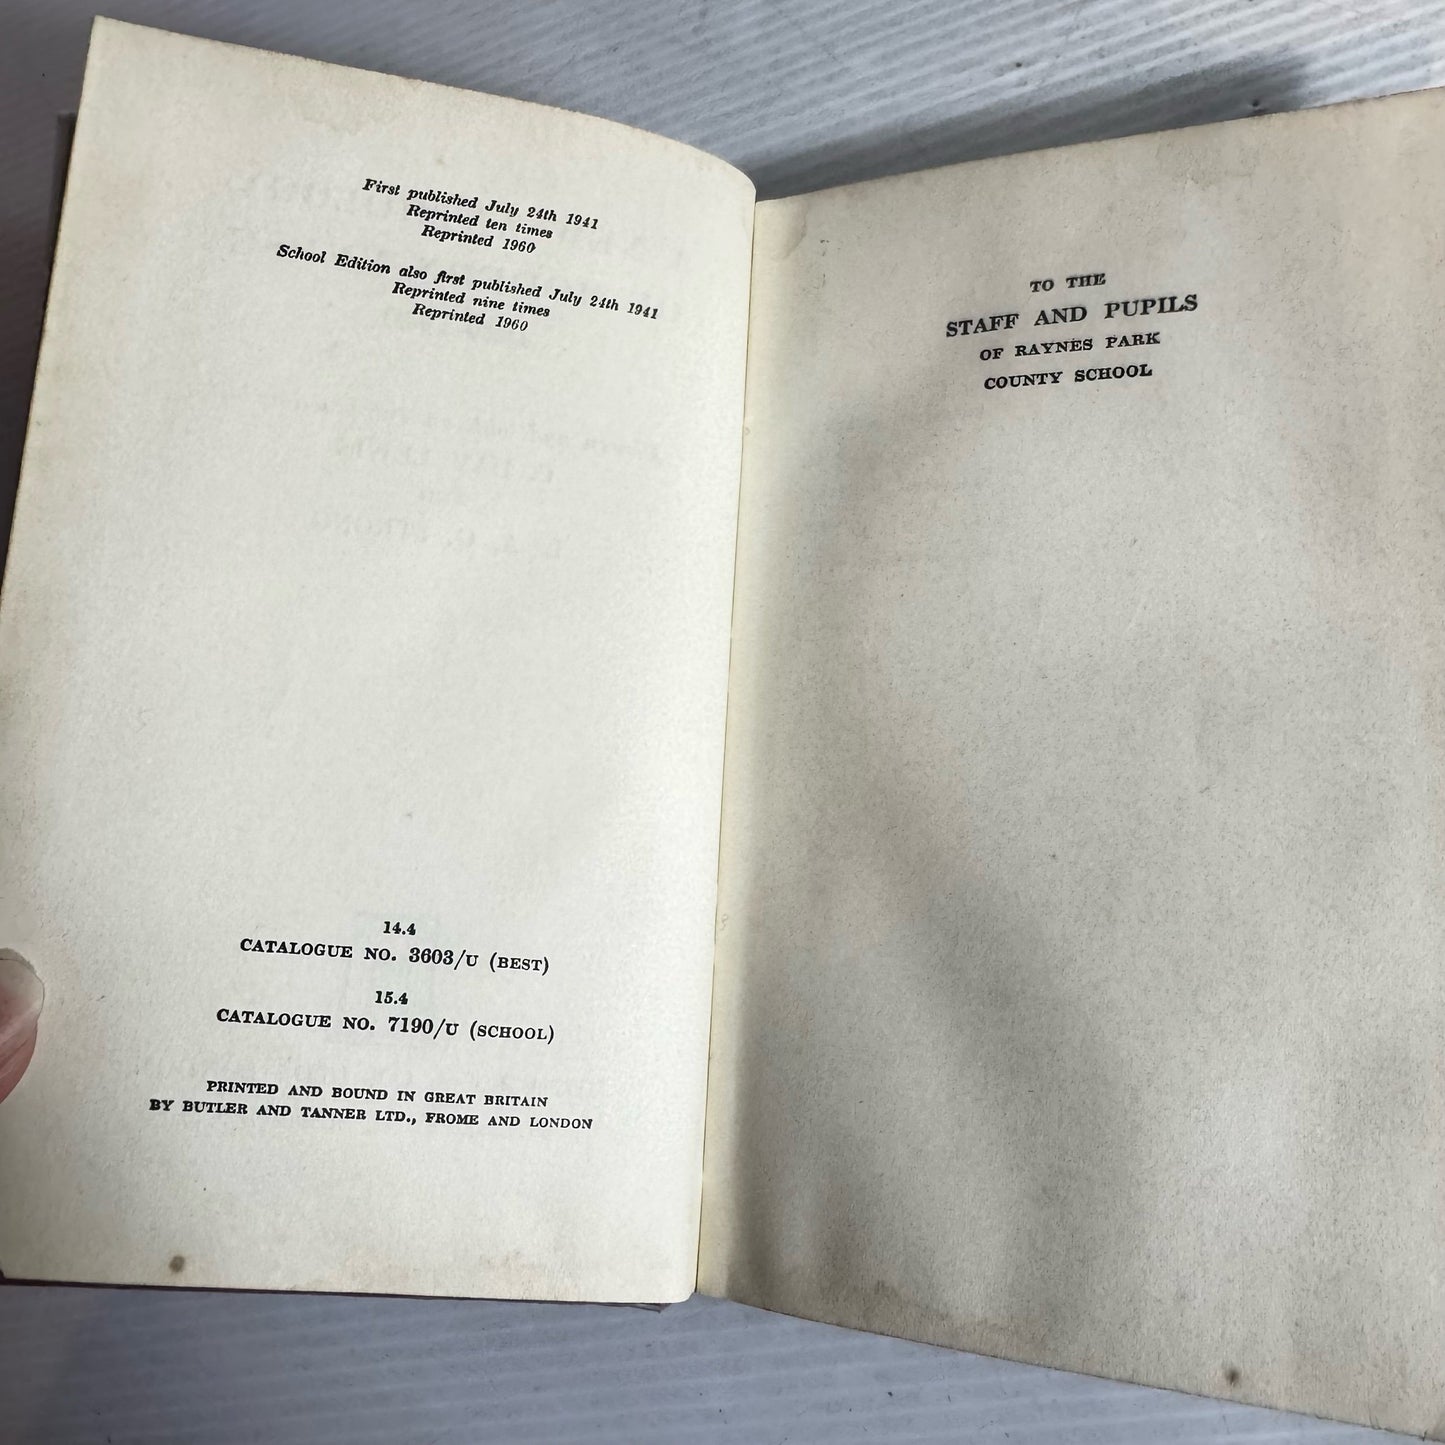 First published July 24th 1941
Reprinted ten times
Reprinted 1960
School Edition also first published July 24th 1941
Reprinted nine times
Reprinted 1960
14.4
CATALOGUE NO. 3603/U (BEST)
15.4
CATALOGUE NO. 7190/U (SCHOOL)
PRINTED AND BOUND IN GREAT BRITAIN
BY BUTLER AND TANNER LTD., FROME AND LONDON
TO THE
STAFF AND PUPILS
OF RAYNES PARK
COUNTY SCHOOL